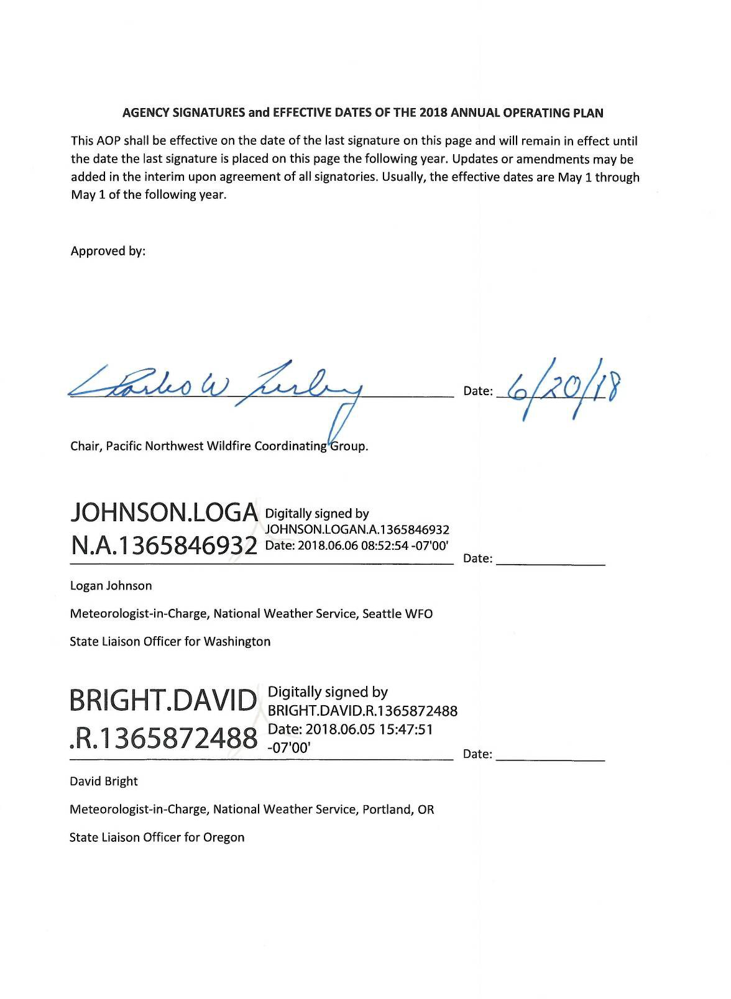 AGENCY SIGNATURES and EFFECTIVE DATES OF THE 2018 ANNUAL OPERATING PLAN
This AOP shall be effective on the date of the last signature on this page and will remain in effect until
the date the last signature is placed on this page the following year. Updates or amendments may be
added in the interim upon agreement of all signatories. Usually, the effective dates are May 1 through
May 1 of the following year.
Approved by:
W Date: 6/20/18
Chair, Pacific Northwest Wildfire Coordinating Group.
JOHNSON.LOGA
N.A.1365846932
Digitally signed by
JOHNSON.LOGAN.A.1365846932
Date: 2018.06.06 08:52:54 -07'00'
Date:
Logan Johnson
Meteorologist-in-Charge, National Weather Service, Seattle WFO
State Liaison Officer for Washington
BRIGHT.DAVID
.R.1365872488
Digitally signed by
BRIGHT.DAVID.R.1365872488
Date: 2018.06.05 15:47:51
-07'00'
Date:
David Bright
Meteorologist-in-Charge, National Weather Service, Portland, OR
State Liaison Officer for Oregon